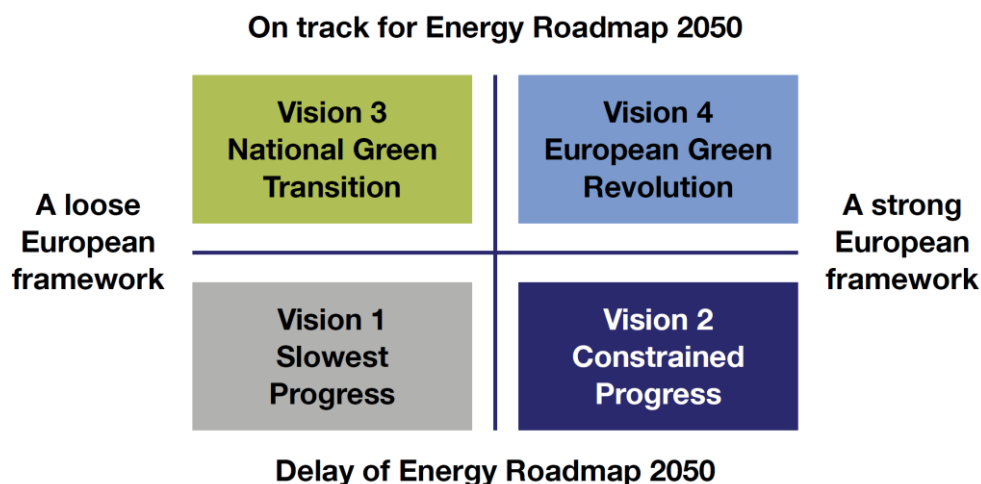 On track for Energy Roadmap 2050
Vision 3
National Green
Transition
Vision 4
European Green
Revolution
A loose
European
framework
A strong
European
framework
Vision 1
Slowest
Progress
Vision 2
Constrained
Progress
Delay of Energy Roadmap 2050